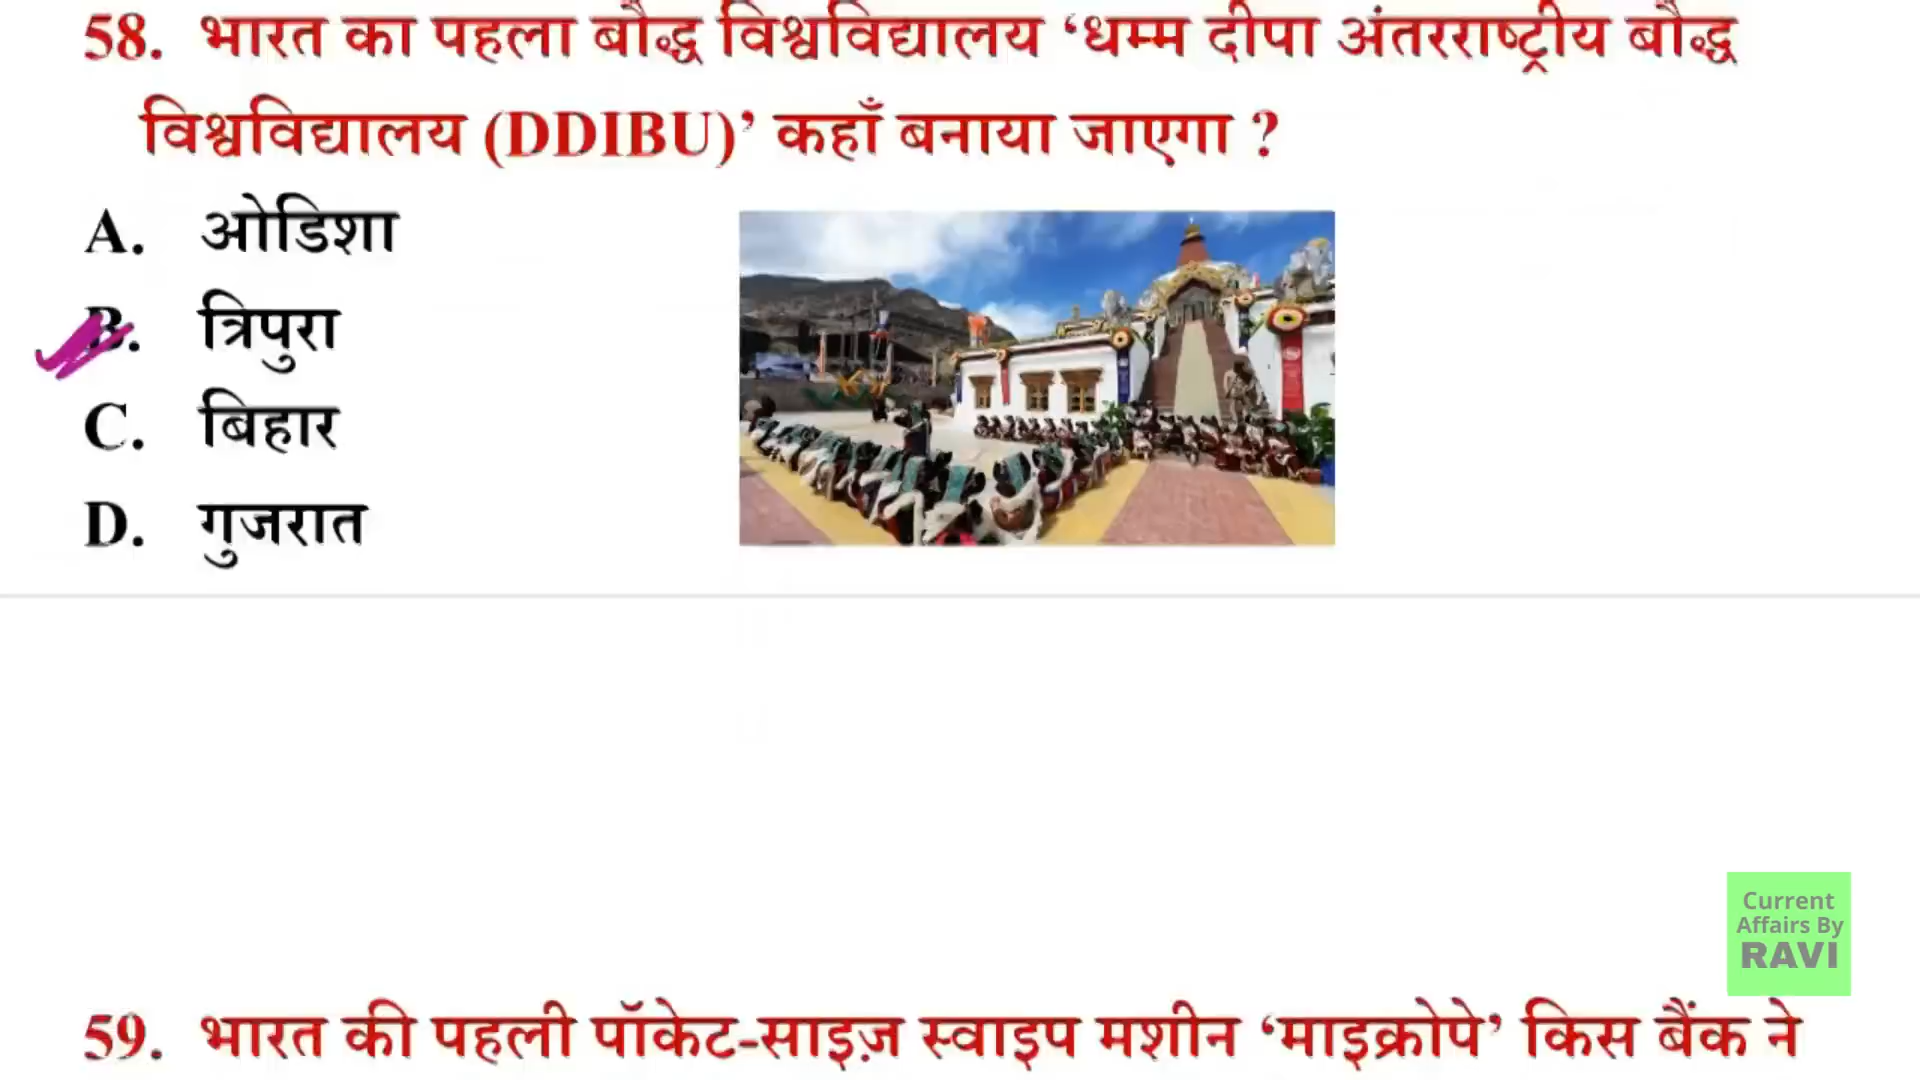 58. भारत का पहला बौद्ध विश्वविद्यालय ‘धम्म दीपा अंतरराष्ट्रीय बौद्ध
विश्वविद्यालय (DDIBU)’ कहाँ बनाया जाएगा ?
A. ओडिशा
B. त्रिपुरा
C. बिहार
D. गुजरात
Current
Affairs By
RAVI
59. भारत की पहली पॉकेट-साइज़ स्वाइप मशीन ‘माइक्रोपे’ किस बैंक ने